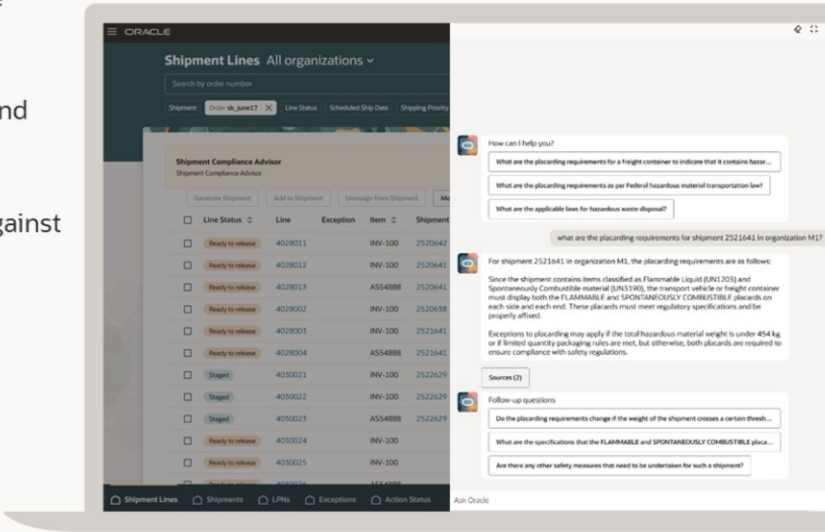 nd
gainst
ORACLE
Shipment Lines All organizations
Search by order number
Shipment Order sb_june17 X Line Status Scheduled Ship Date Shipping Priority
Shipment Compliance Advisor
Shipment Compliance Advisor
Generate Shipment Add to Shipment Unassign from Shipment Mo
Line Status Line Exception Item Shipment
Ready to release 4028011 INV-100 2520642
Ready to release 4028012 INV-100 2520641
Ready to release 4028013 AS54888 2520641
Ready to release 4028002 INV-100 2520638
Ready to release 4028003 INV-100 2521641
Ready to release 4028004 AS54888 2521641
Staged 4030021 INV-100 2522629
Staged 4030022 INV-100 2522629
Staged 4030023 AS54888 2522629
Ready to release 4030024 INV-100
Ready to release 4030025 INV-100
Shipment Lines Shipments LPNs Exceptions Action Status
How can I help you?
What are the placarding requirements for a freight container to indicate that it contains hazar...
What are the placarding requirements as per Federal hazardous material transportation law?
What are the applicable laws for hazardous waste disposal?
what are the placarding requirements for shipment 2521641 in organization M1?
For shipment 2521641 in organization M1, the placarding requirements are as follows:
Since the shipment contains items classified as Flammable Liquid (UN1203) and
Spontaneously Combustible material (UN3190), the transport vehicle or freight container
must display both the FLAMMABLE and SPONTANEOUSLY COMBUSTIBLE placards on
each side and each end. These placards must meet regulatory specifications and be
properly affixed.
Exceptions to placarding may apply if the total hazardous material weight is under 454 kg
or if limited quantity packaging rules are met, but otherwise, both placards are required to
ensure compliance with safety regulations.
Sources (2)
Follow-up questions
Do the placarding requirements change if the weight of the shipment crosses a certain thresh...
What are the specifications that the FLAMMABLE and SPONTANEOUSLY COMBUSTIBLE placa...
Are there any other safety measures that need to be undertaken for such a shipment?
Ask Oracle